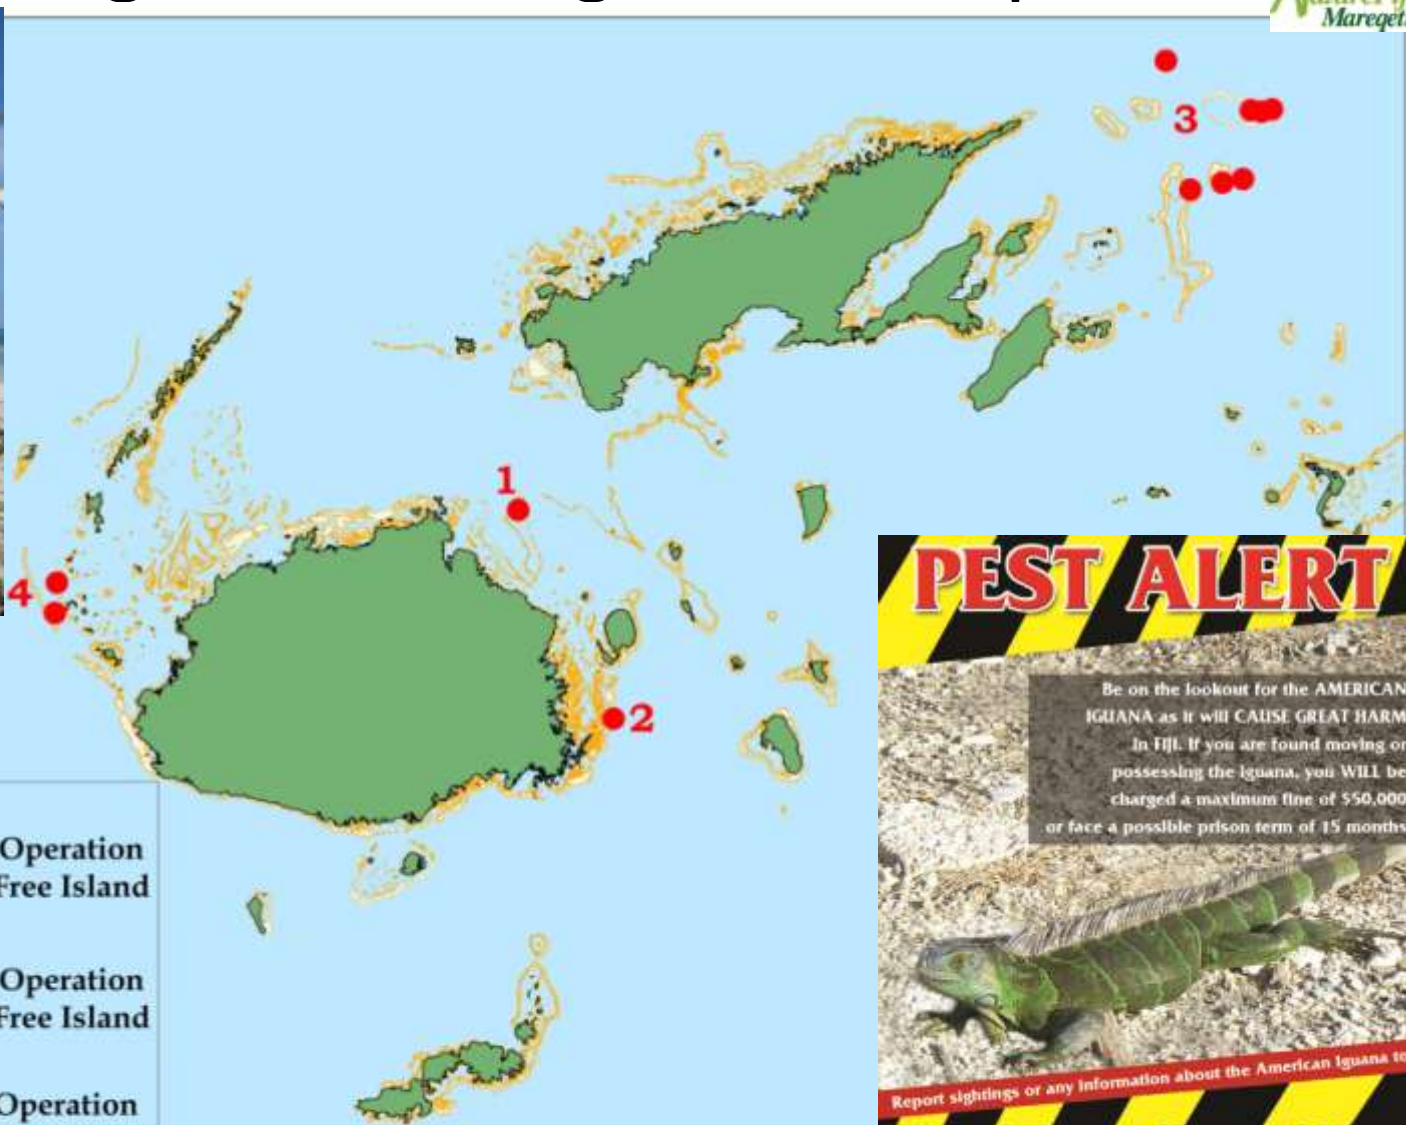 Mareqet
3
1
4
2
Operation
Free Island
Operation
Free Island
Operation
PEST ALERT
Be on the lookout for the AMERICAN
IGUANA as it will CAUSE GREAT HARM
in FIJI. If you are found moving or
possessing the Iguana, you WILL be
charged a maximum fine of $50,000
or face a possible prison term of 15 months
Report sightings or any information about the American Iguana to